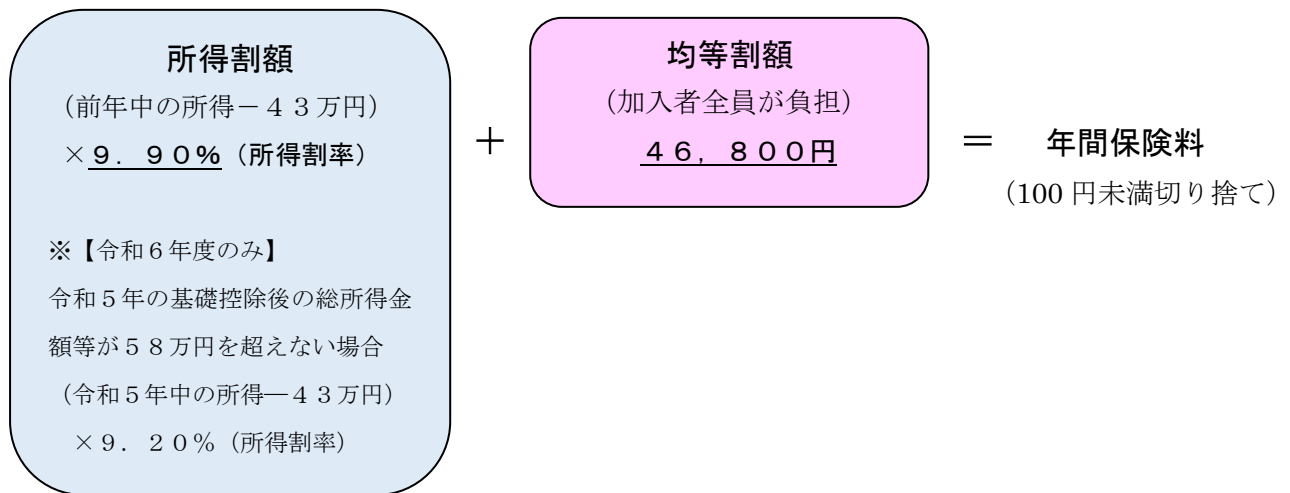 所得割額
（前年中の所得－４３万円）
×９．９０%（所得割率）
※【令和６年度のみ】
令和５年の基礎控除後の総所得金
額等が５８万円を超えない場合
（令和５年中の所得―４３万円）
×９．２０％（所得割率）
＋
均等割額
（加入者全員が負担）
４６，８００円
＝
年間保険料
（100 円未満切り捨て）